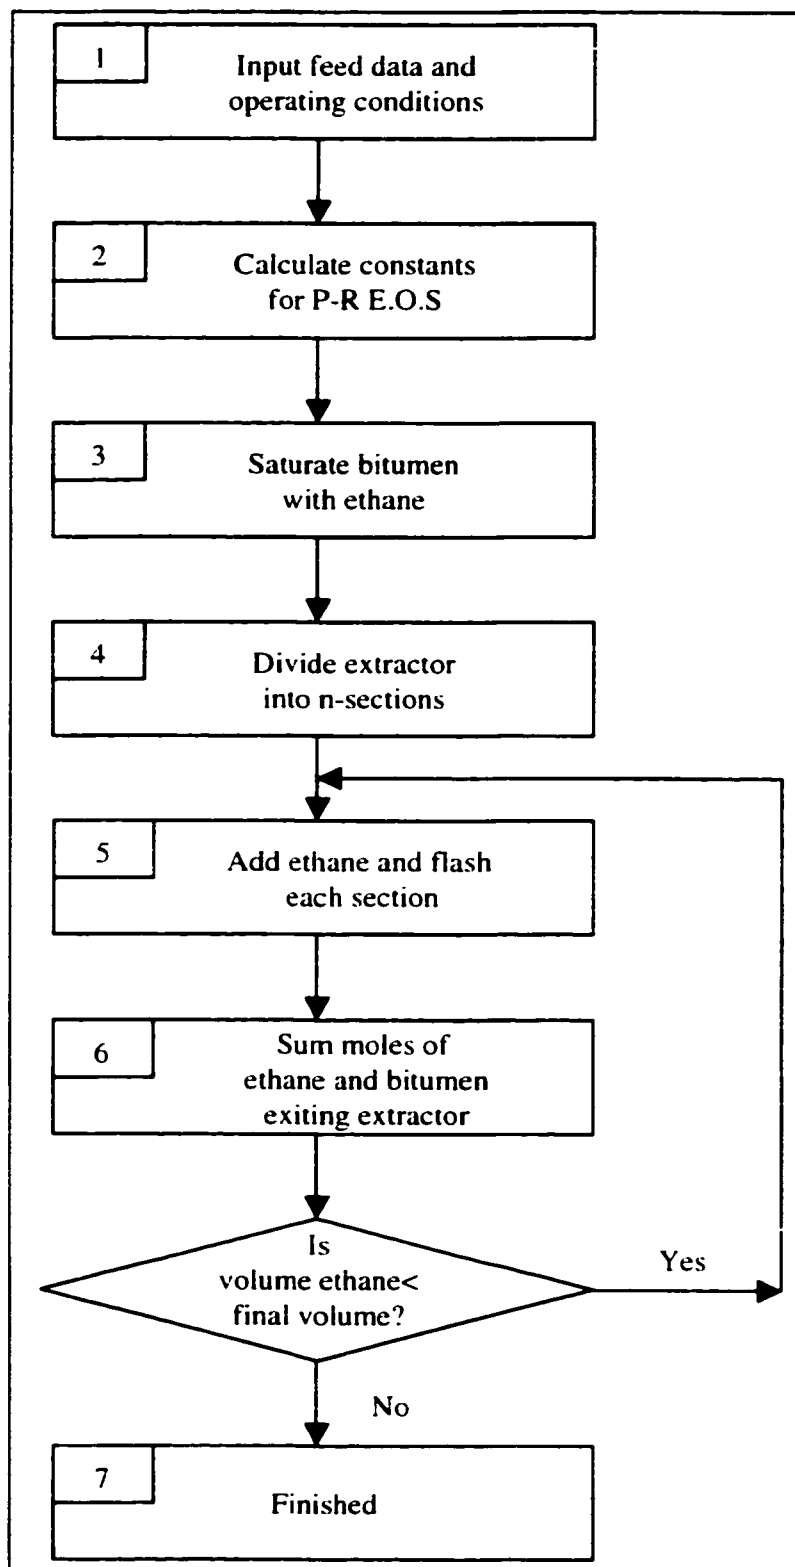 1
Input feed data and
operating conditions
2
Calculate constants
for P-R E.O.S
3
Saturate bitumen
with ethane
4
Divide extractor
into n-sections
5
Add ethane and flash
each section
6
Sum moles of
ethane and bitumen
exiting extractor
Is
volume ethane<
final volume?
Yes
No
7
Finished